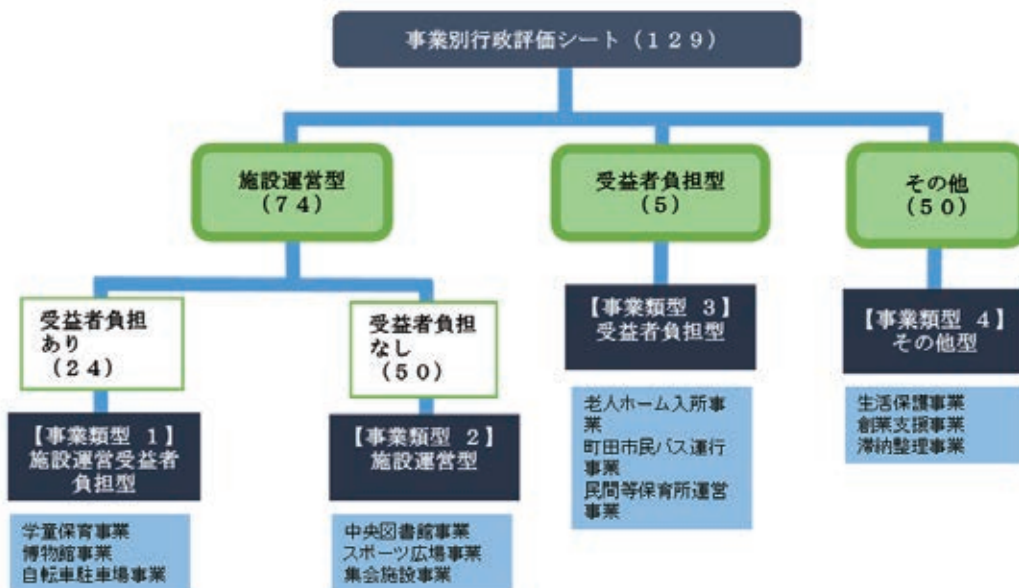 事業別行政評価シート（１２９）
施設運営型
（７４）
受益者負担型
（５）
その他
（５０）
受益者負担
あり
（２４）
受益者負担
なし
（５０）
【事業類型 ３】
受益者負担型
【事業類型 ４】
その他型
【事業類型 １】
施設運営受益者
負担型
【事業類型 ２】
施設運営型
老人ホーム入所事
業
町田市民バス運行
事業
民間等保育所運営
事業
生活保護事業
創業支援事業
滞納整理事業
学童保育事業
博物館事業
自転車駐車場事業
中央図書館事業
スポーツ広場事業
集会施設事業